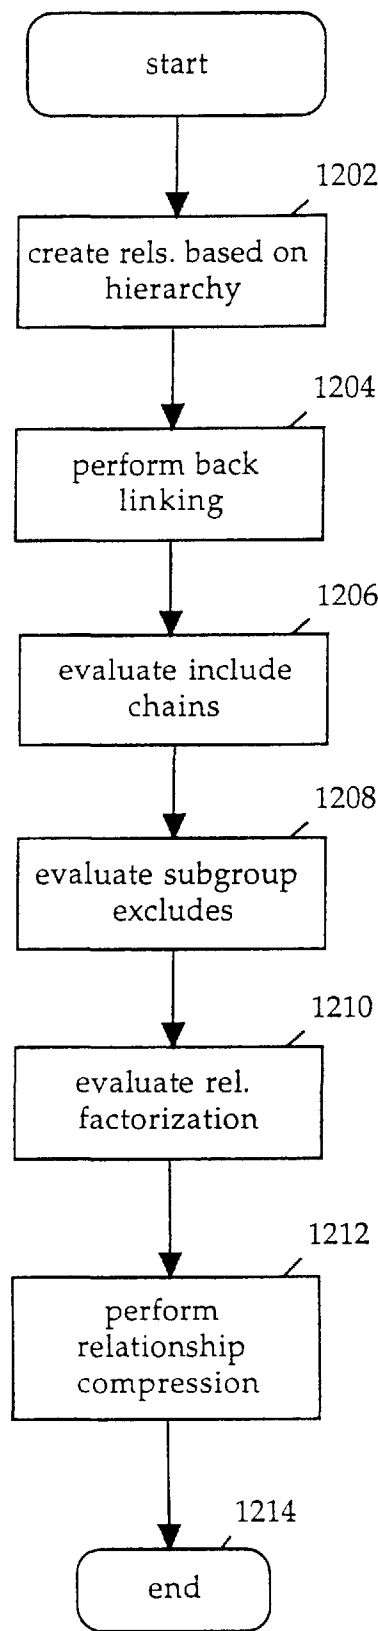 start
1202
create rels. based on
hierarchy
1204
perform back
linking
1206
evaluate include
chains
1208
evaluate subgroup
excludes
1210
evaluate rel.
factorization
1212
perform
relationship
compression
1214
end